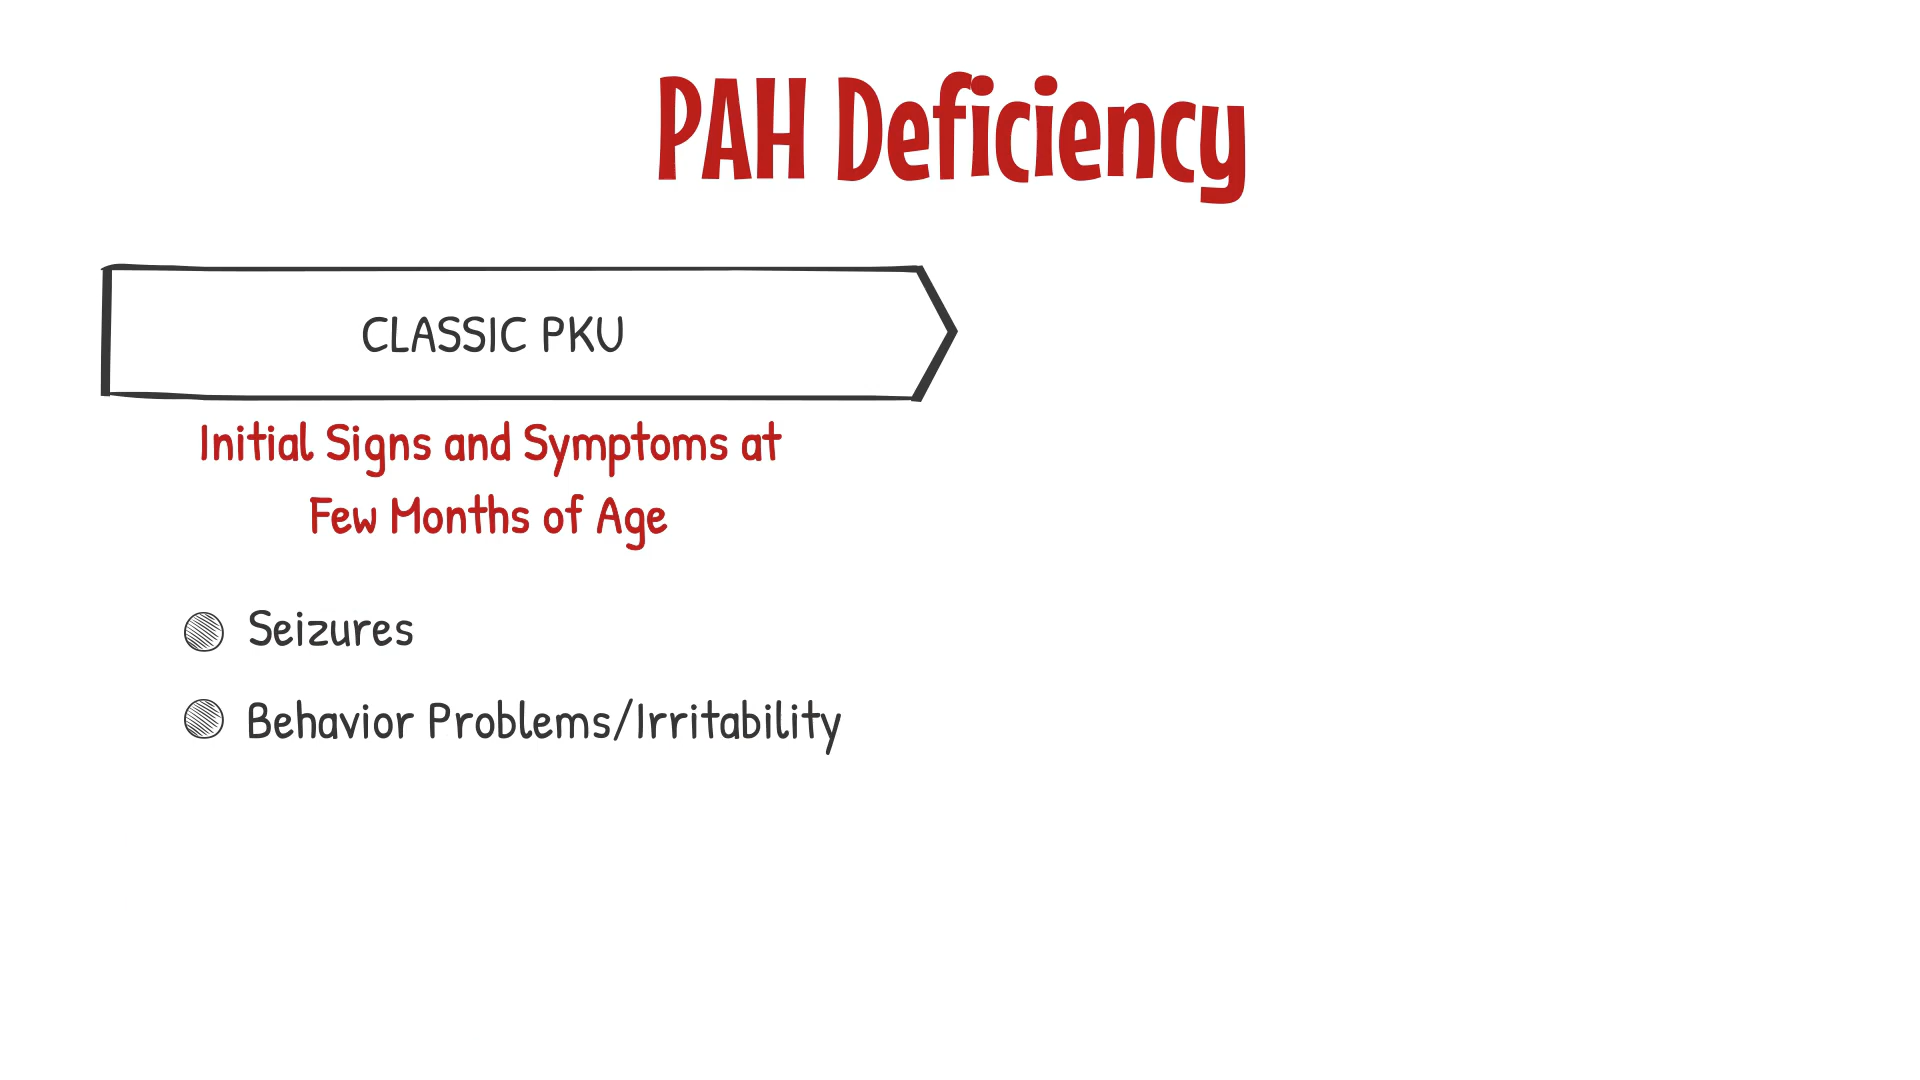 PAH Deficiency
CLASSIC PKU
Initial Signs and Symptoms at
Few Months of Age
Seizures
Behavior Problems/Irritability